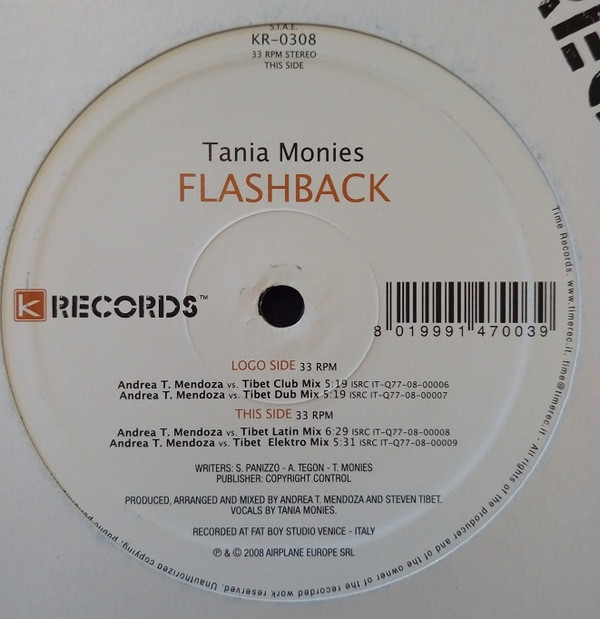 S.I.A.E.
KR-0308
33 RPM STEREO
THIS SIDE
Tania Monies
FLASHBACK
K RECORDS™
8 019991 470039
LOGO SIDE 33 RPM
Andrea T. Mendoza vs. Tibet Club Mix 5:19 ISRC IT-Q77-08-00006
Andrea T. Mendoza vs. Tibet Dub Mix 5:19 ISRC IT-Q77-08-00007
THIS SIDE 33 RPM
Andrea T. Mendoza vs. Tibet Latin Mix 6:29 ISRC IT-Q77-08-00008
Andrea T. Mendoza vs. Tibet Elektro Mix 5:31 ISRC IT-Q77-08-00009
WRITERS: S. PANIZZO - A. TEGON - T. MONIES
PUBLISHER: COPYRIGHT CONTROL
PRODUCED, ARRANGED AND MIXED BY ANDREA T. MENDOZA AND STEVEN TIBET.
VOCALS BY TANIA MONIES.
RECORDED AT FAT BOY STUDIO VENICE - ITALY
℗ & © 2008 AIRPLANE EUROPE SRL
Time Records. www.timerec.it, time@timerec.it - All rights of the producer and of the owner of the work recorded reserved. Unauthorized copying, public